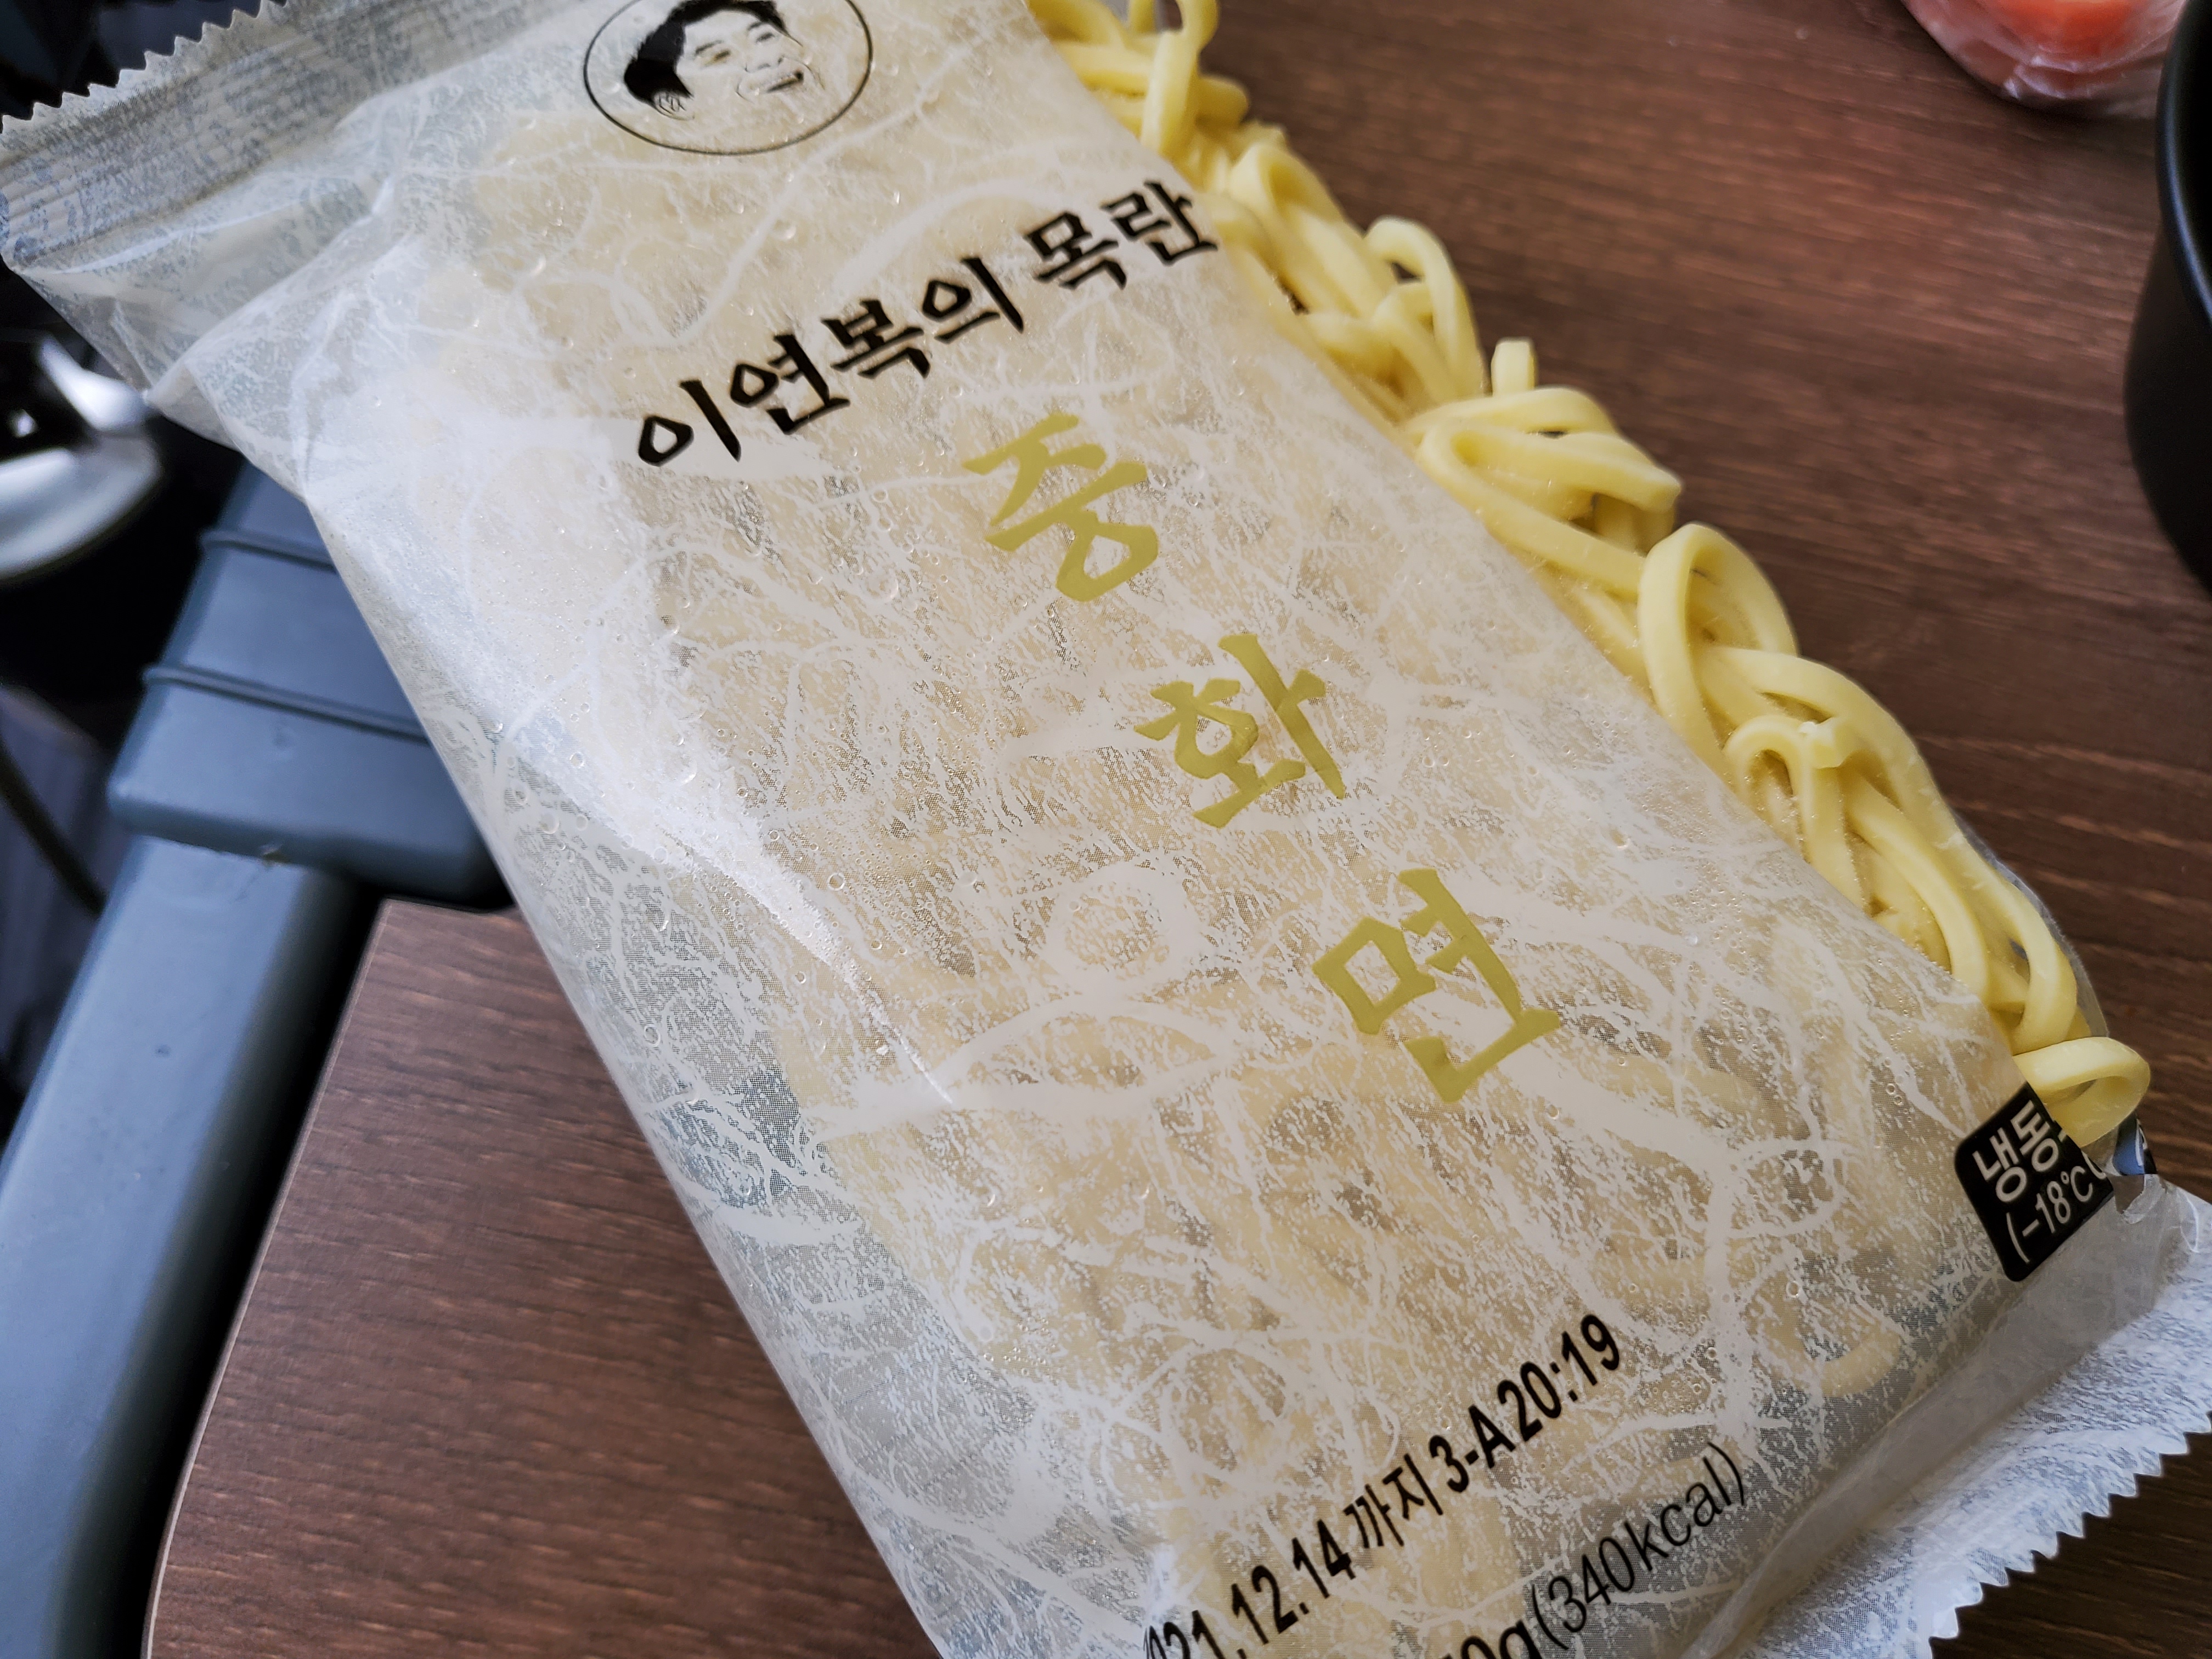 이연복의 목란
중
화
면
냉동
(-18℃
21.12.14 까지 3-A 20:19
0g(340kcal)